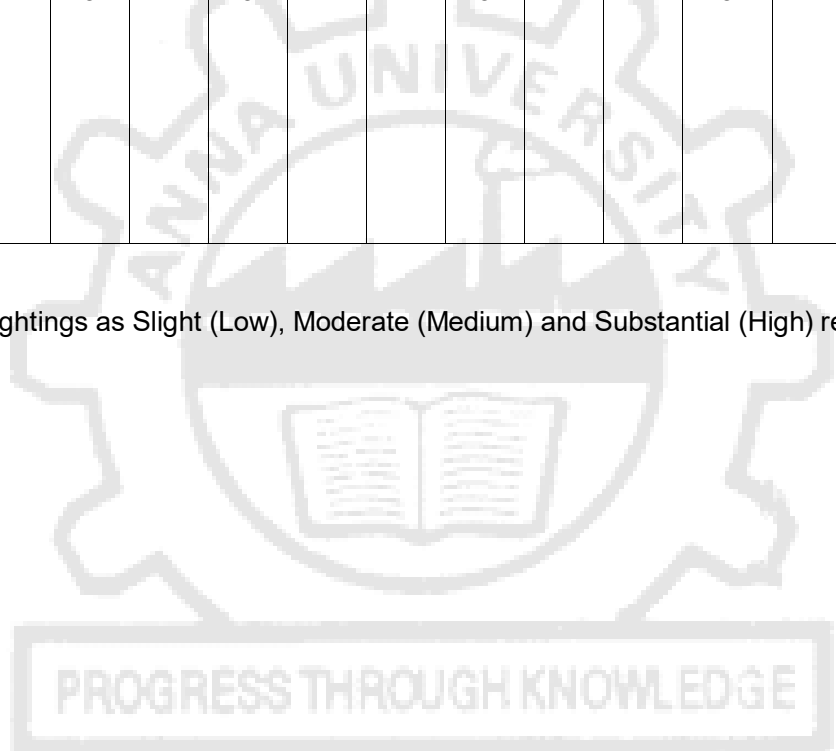 ANNA UNIVERSITY
ghtings as Slight (Low), Moderate (Medium) and Substantial (High) re
PROGRESS THROUGH KNOWLEDGE